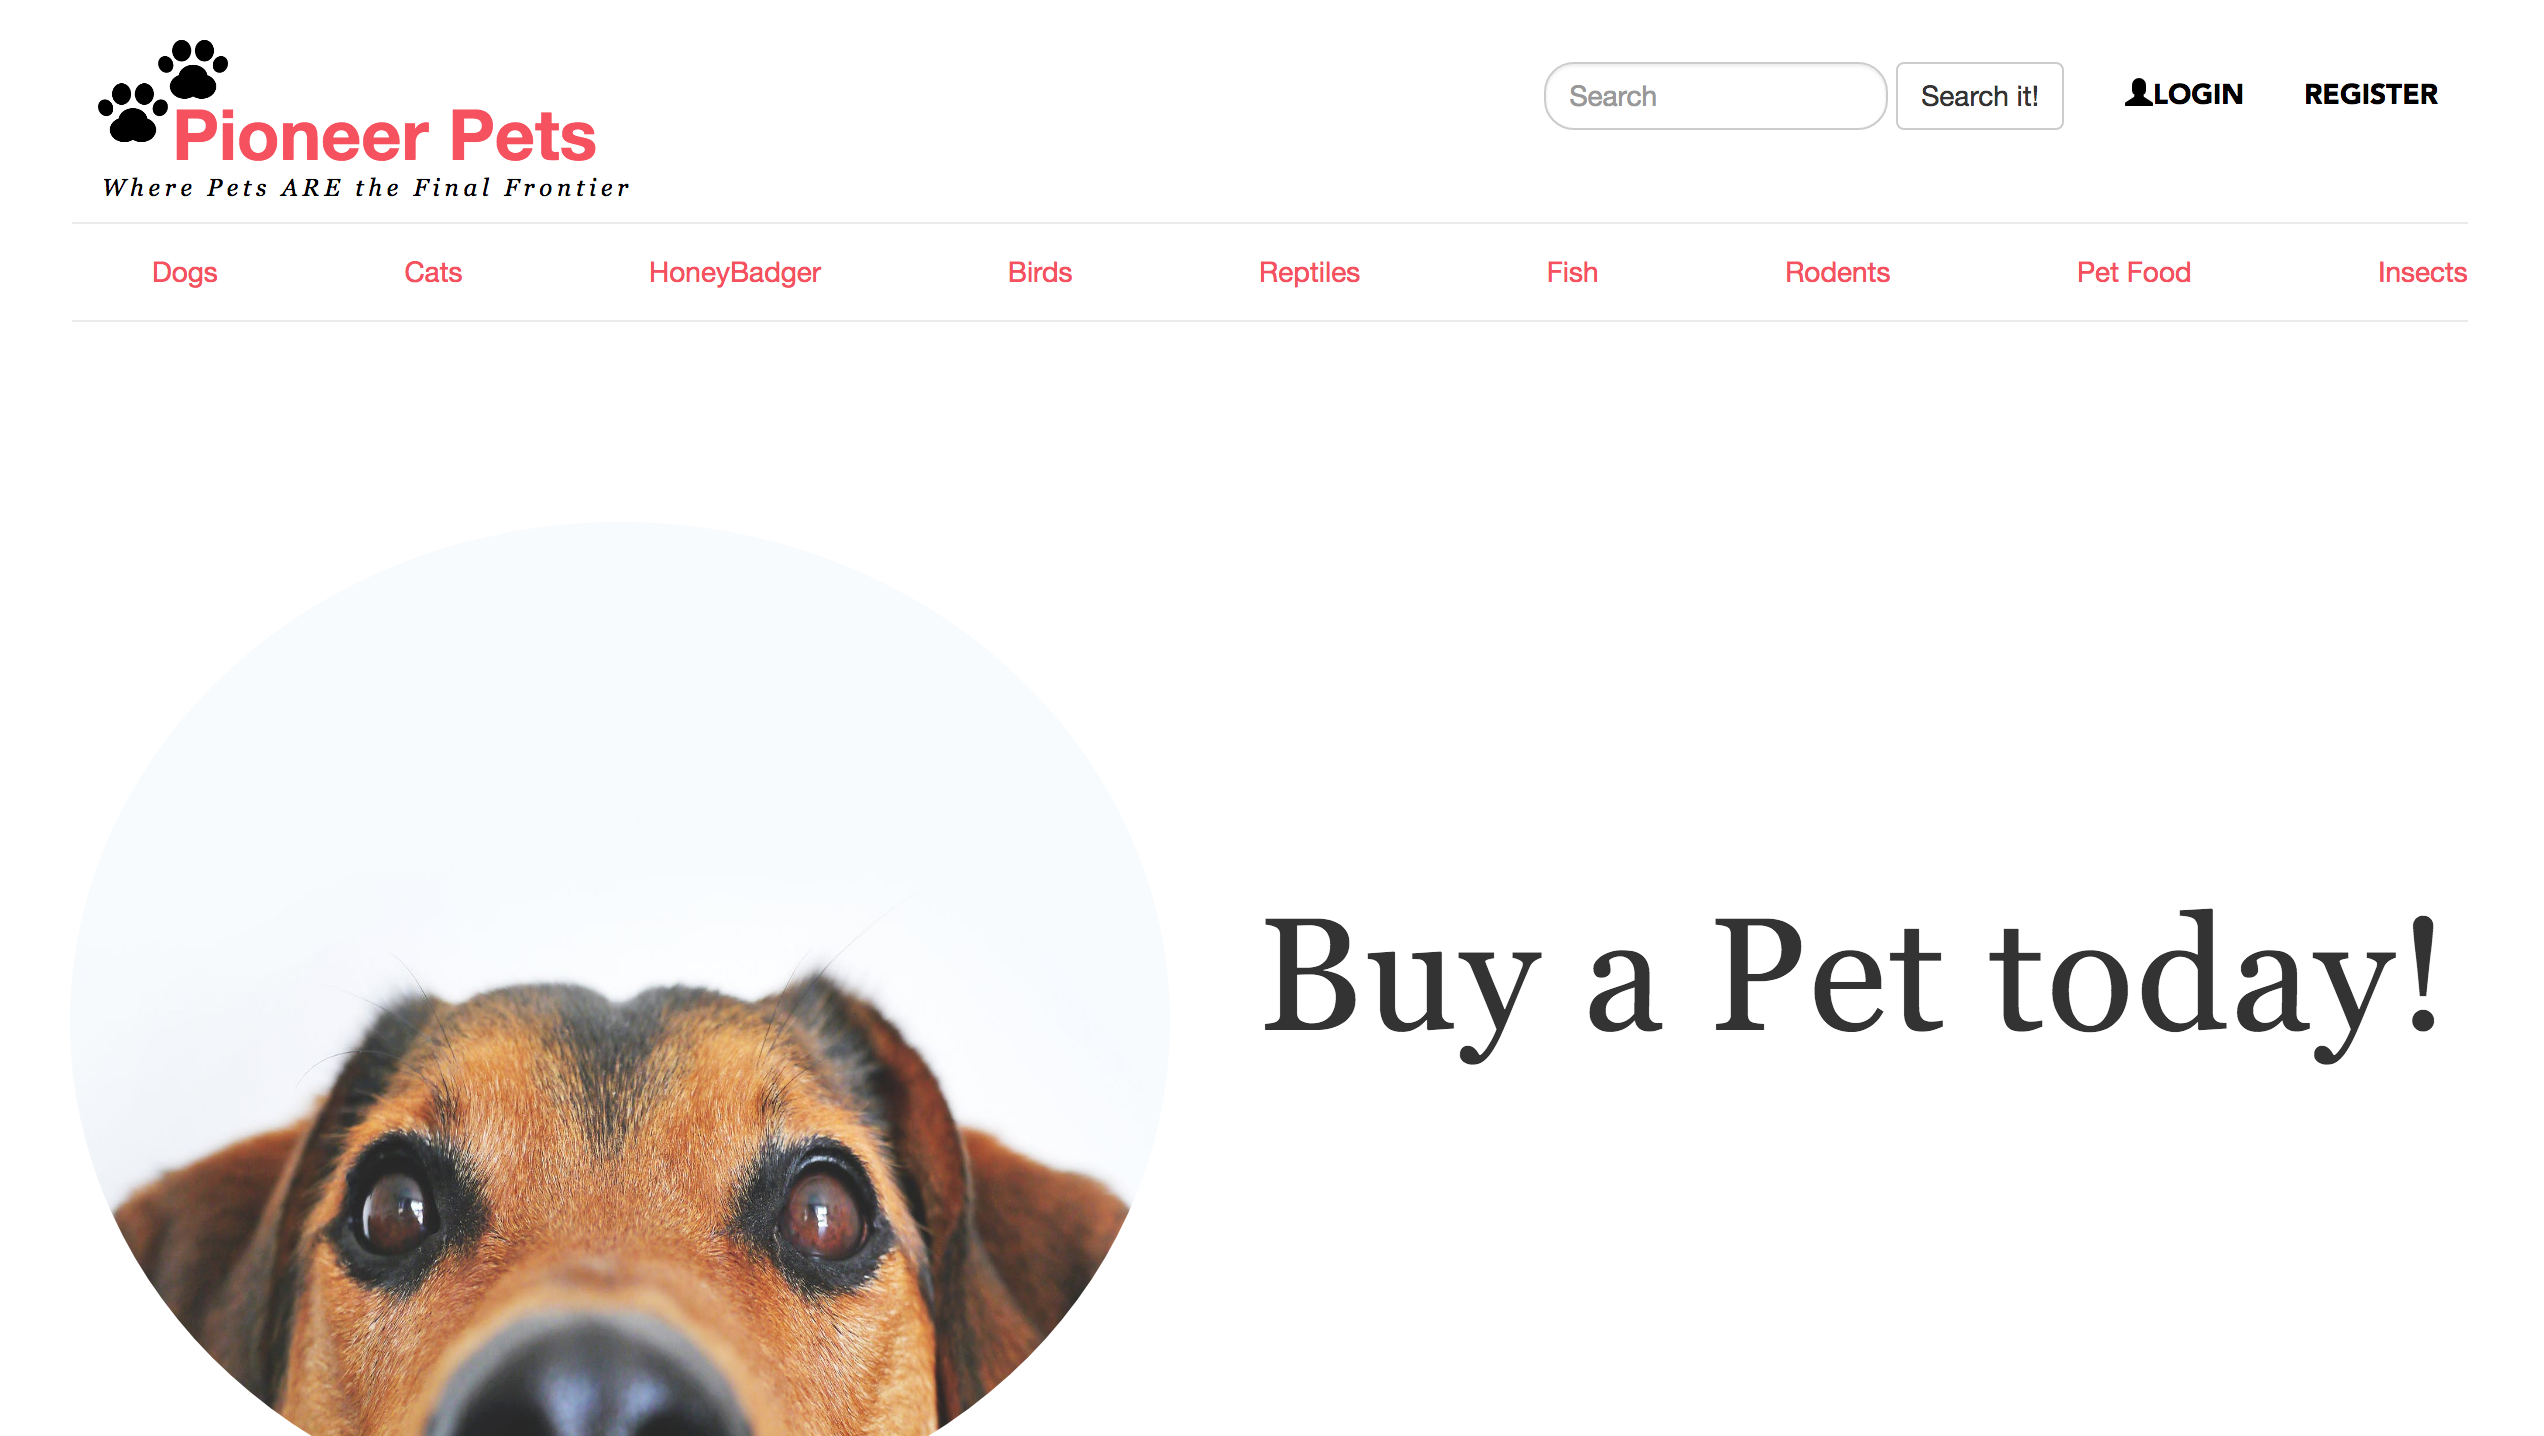 Pioneer Pets
Where Pets ARE the Final Frontier
Search
Search it!
LOGIN
REGISTER
Dogs
Cats
HoneyBadger
Birds
Reptiles
Fish
Rodents
Pet Food
Insects
Buy a Pet today!